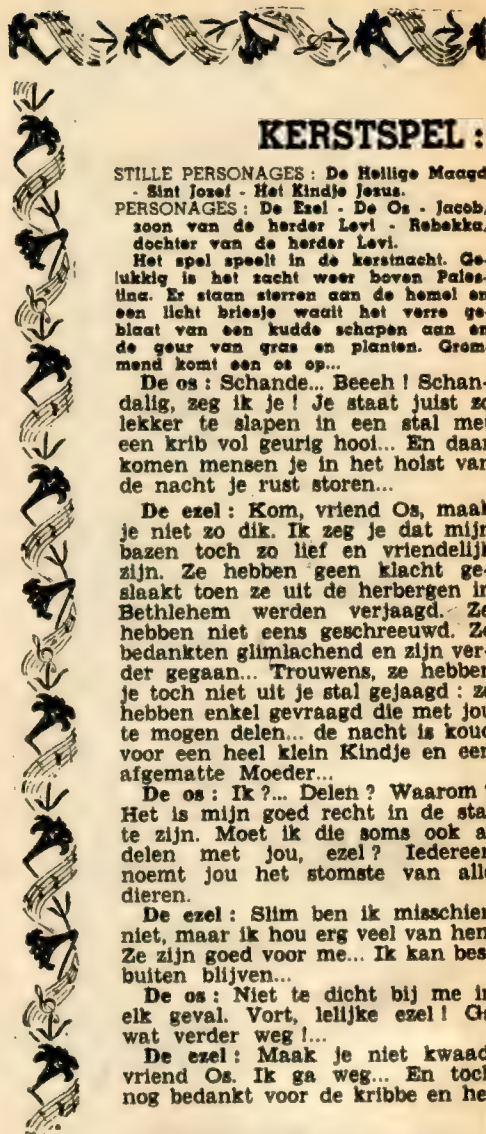 KERSTSPEL :
STILLE PERSONAGES : De Heilige Maagd
- Sint Jozef - Het Kindje Jezus.
PERSONAGES : De Ezel - De Os - Jacob,
zoon van de herder Levi - Rebekka,
dochter van de herder Levi.
Het spel speelt in de kerstnacht. Ge-
lukkig is het zacht weer boven Pales-
tina. Er staan sterren aan de hemel en
een licht briesje waait het verre ge-
blaat van een kudde schapen aan en
de geur van gras en planten. Grom-
mend komt een os op...
De os : Schande... Beeeh ! Schan-
dalig, zeg ik je ! Je staat juist zo
lekker te slapen in een stal met
een krib vol geurig hooi... En daar
komen mensen je in het holst van
de nacht je rust storen...
De ezel : Kom, vriend Os, maak
je niet zo dik. Ik zeg je dat mijn
bazen toch zo lief en vriendelijk
zijn. Ze hebben geen klacht ge-
slaakt toen ze uit de herbergen in
Bethlehem werden verjaagd. Ze
hebben niet eens geschreeuwd. Ze
bedankten glimlachend en zijn ver-
der gegaan... Trouwens, ze hebben
je toch niet uit je stal gejaagd : ze
hebben enkel gevraagd die met jou
te mogen delen... de nacht is koud
voor een heel klein Kindje en een
afgematte Moeder...
De os : Ik ?... Delen ? Waarom ?
Het is mijn goed recht in de stal
te zijn. Moet ik die soms ook al
delen met jou, ezel ? Iedereen
noemt jou het stomste van alle
dieren.
De ezel : Slim ben ik misschien
niet, maar ik hou erg veel van hen.
Ze zijn goed voor me... Ik kan best
buiten blijven...
De os : Niet te dicht bij me in
elk geval. Vort, lelijke ezel ! Ga
wat verder weg !...
De ezel : Maak je niet kwaad,
vriend Os. Ik ga weg... En toch
nog bedankt voor de kribbe en het